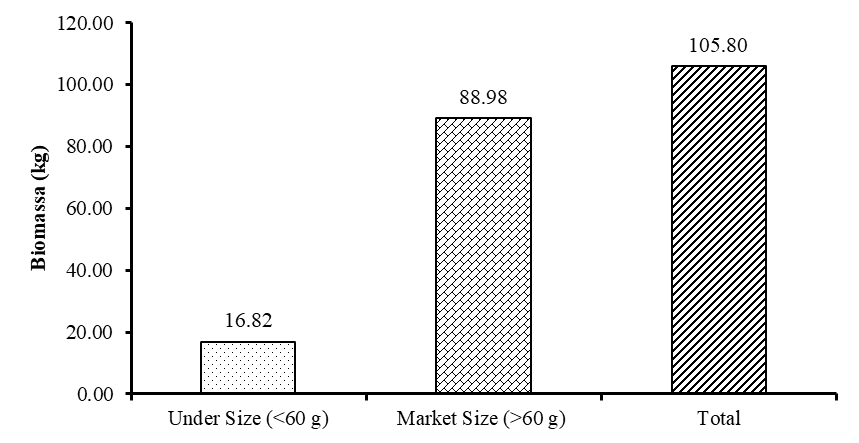 120.00
100.00
80.00
60.00
40.00
20.00
0.00
Biomassa (kg)
16.82
88.98
105.80
Under Size (<60 g)
Market Size (>60 g)
Total